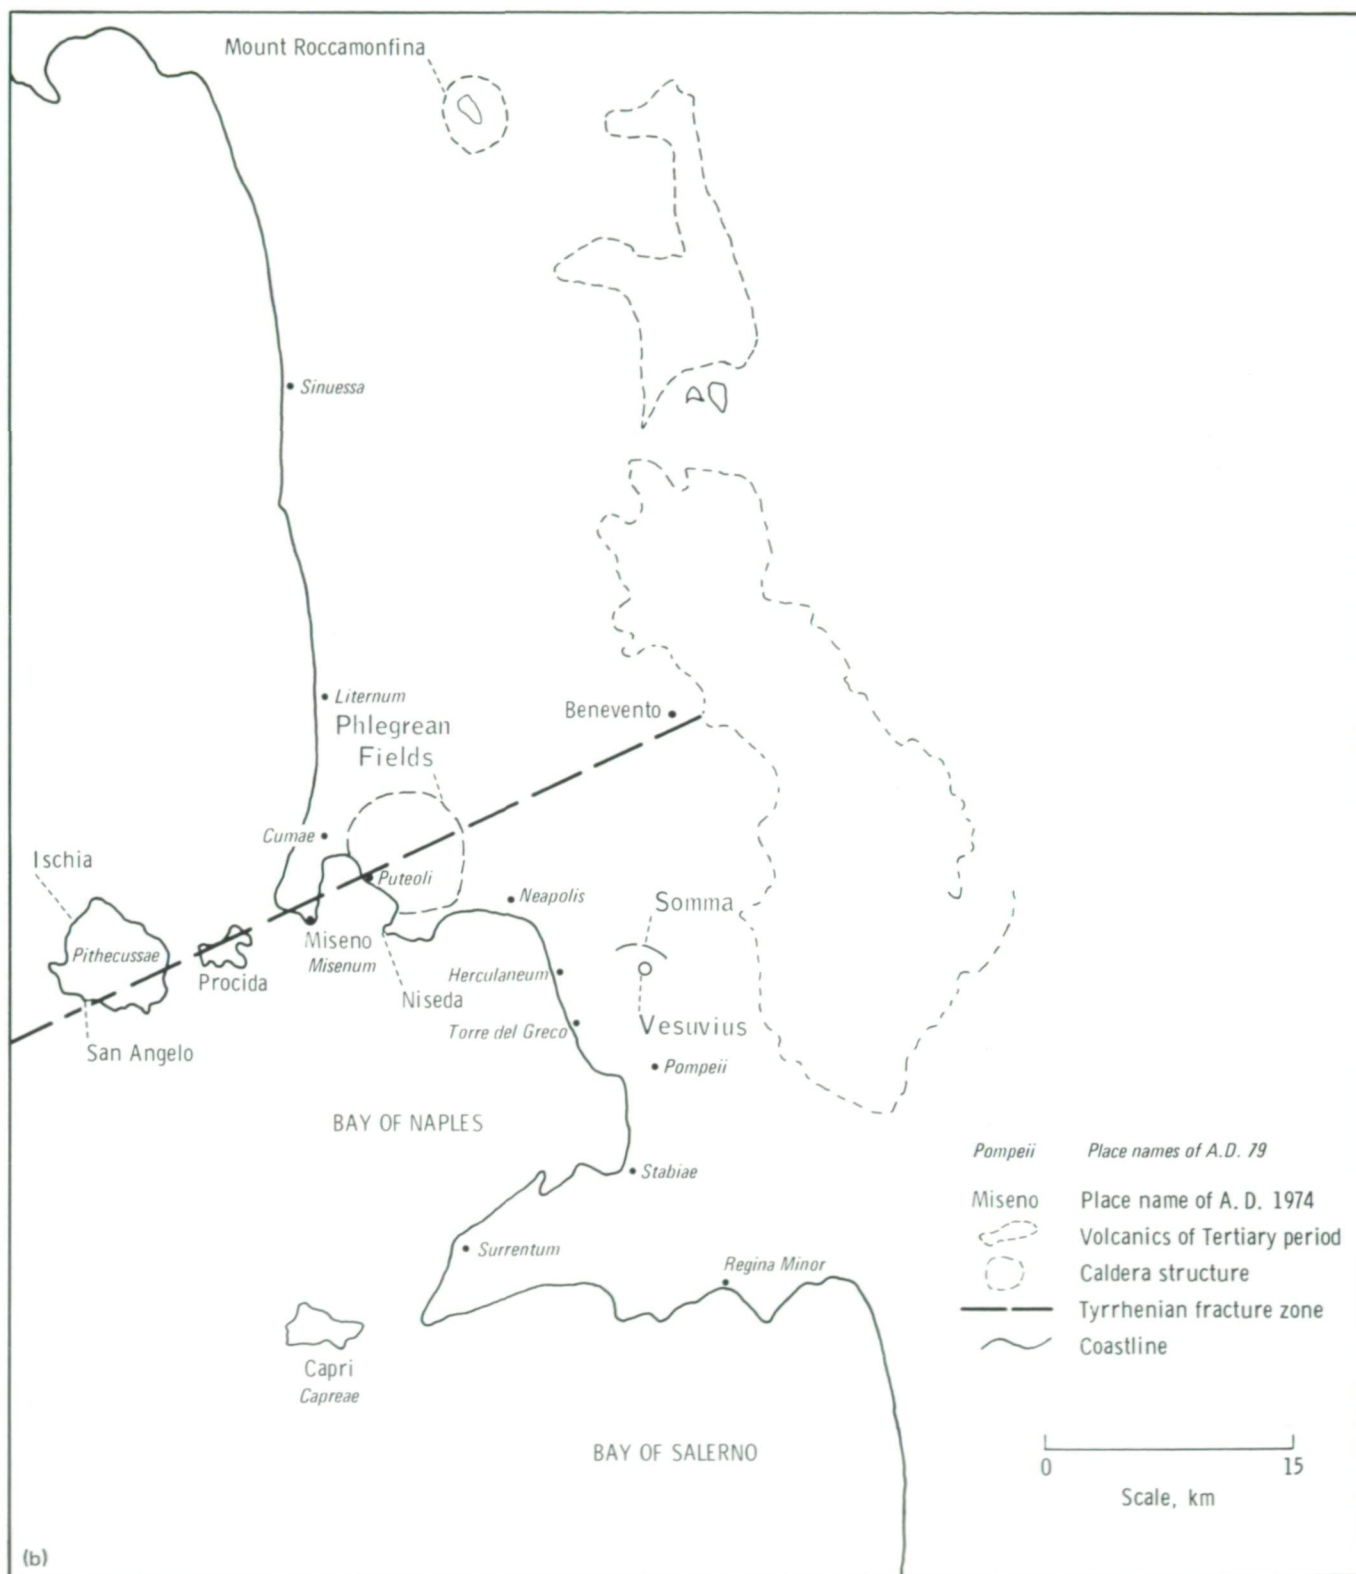 Mount Roccamonfina
Sinuessa
Liternum
Phlegrean
Fields
Benevento
Cumae
Ischia
Puteoli
Neapolis
Somma
Pithecussae
Miseno
Misenum
Procida
Herculaneum
Niseda
Torre del Greco
Vesuvius
San Angelo
Pompeii
BAY OF NAPLES
Stabiae
Surrentum
Regina Minor
Capri
Capreae
BAY OF SALERNO
Pompeii Place names of A.D. 79
Miseno Place name of A. D. 1974
Volcanics of Tertiary period
Caldera structure
Tyrrhenian fracture zone
Coastline
0 15
Scale, km
(b)